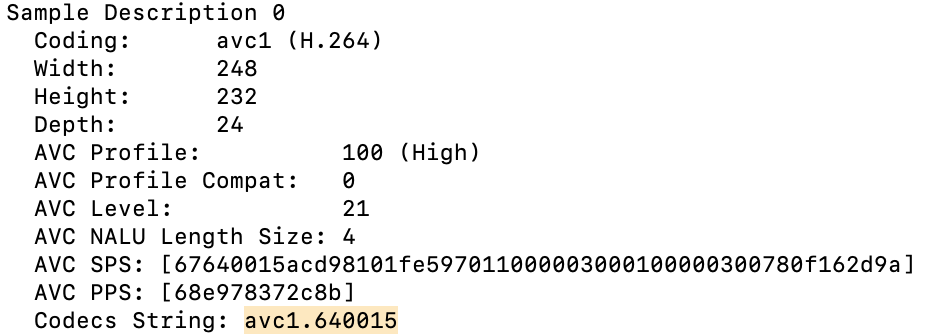 Sample Description 0
Coding: avc1 (H.264)
Width: 248
Height: 232
Depth: 24
AVC Profile: 100 (High)
AVC Profile Compat: 0
AVC Level: 21
AVC NALU Length Size: 4
AVC SPS: [67640015acd98101fe597011000003000100000300780f162d9a]
AVC PPS: [68e978372c8b]
Codecs String: avc1.640015